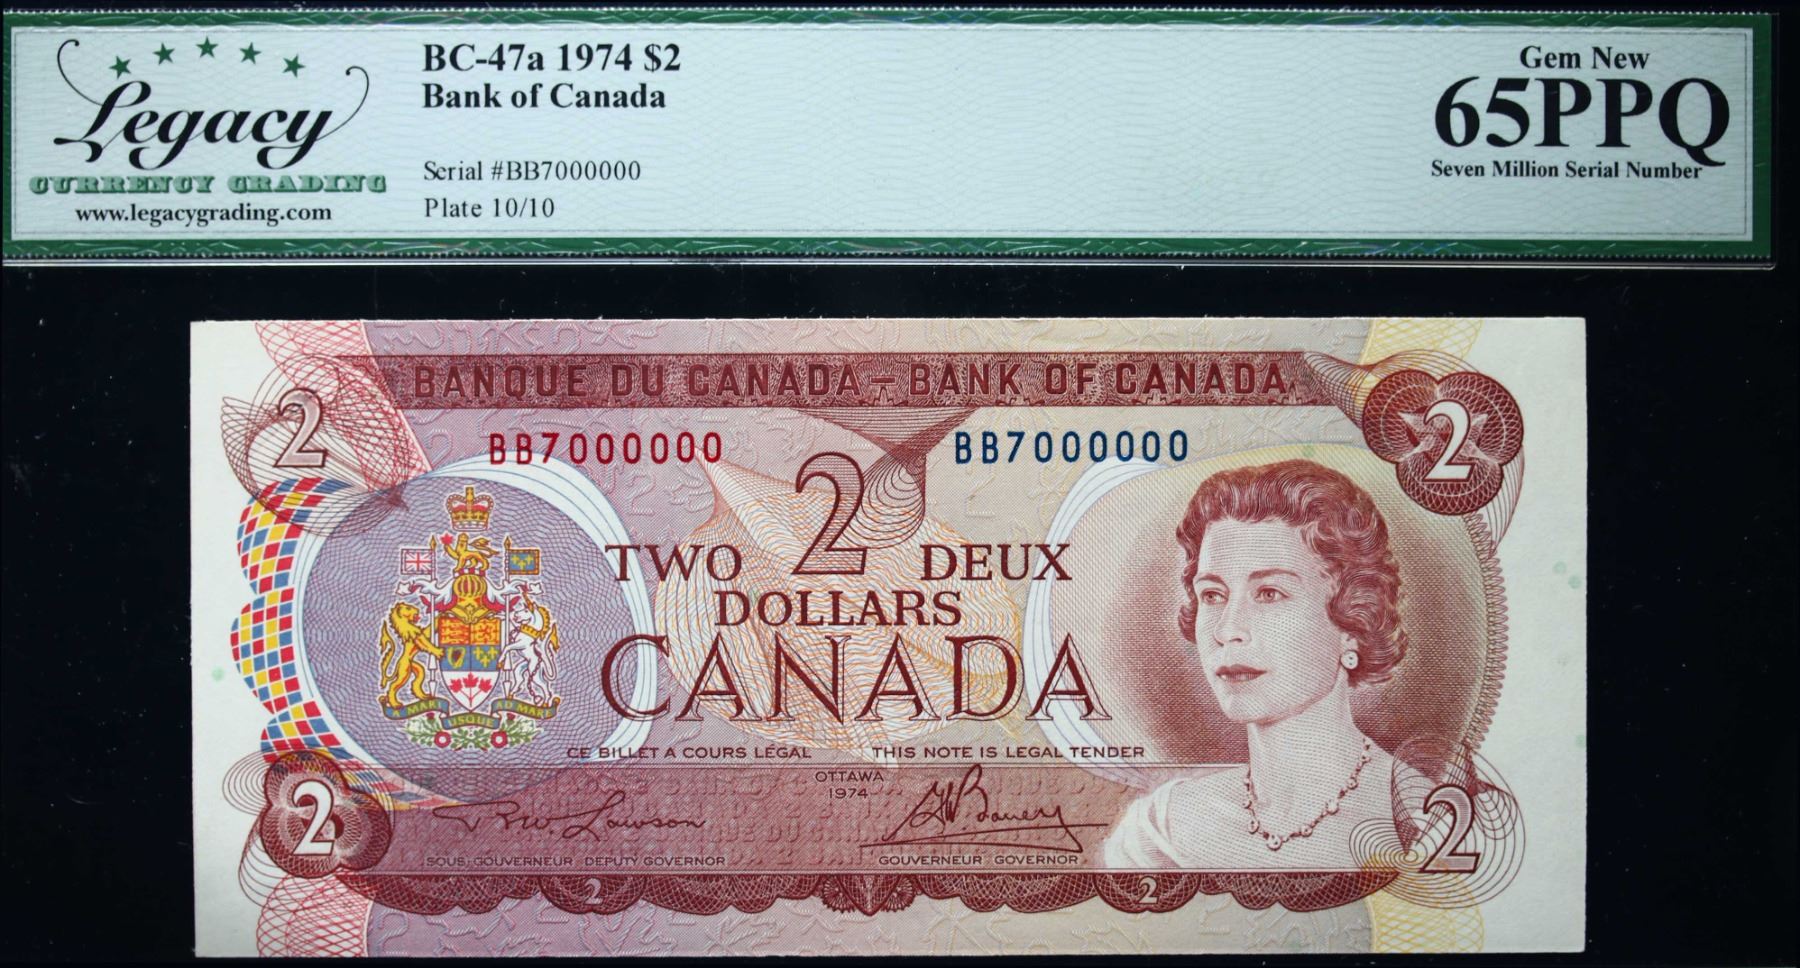 Legacy
CURRENCY GRADING
www.legacygrading.com
BC-47a 1974 $2
Bank of Canada
Serial #BB7000000
Plate 10/10
Gem New
65PPQ
Seven Million Serial Number
BANQUE DU CANADA – BANK OF CANADA
2
2
BB7000000
BB7000000
2
TWO DEUX
DOLLARS
CANADA
A MARI USQUE AD MARE
CE BILLET A COURS LÉGAL THIS NOTE IS LEGAL TENDER
OTTAWA
1974
R.W. Lawson
G.K. Bouey
SOUS-GOUVERNEUR DEPUTY GOVERNOR
GOUVERNEUR GOVERNOR
2
2
2
2